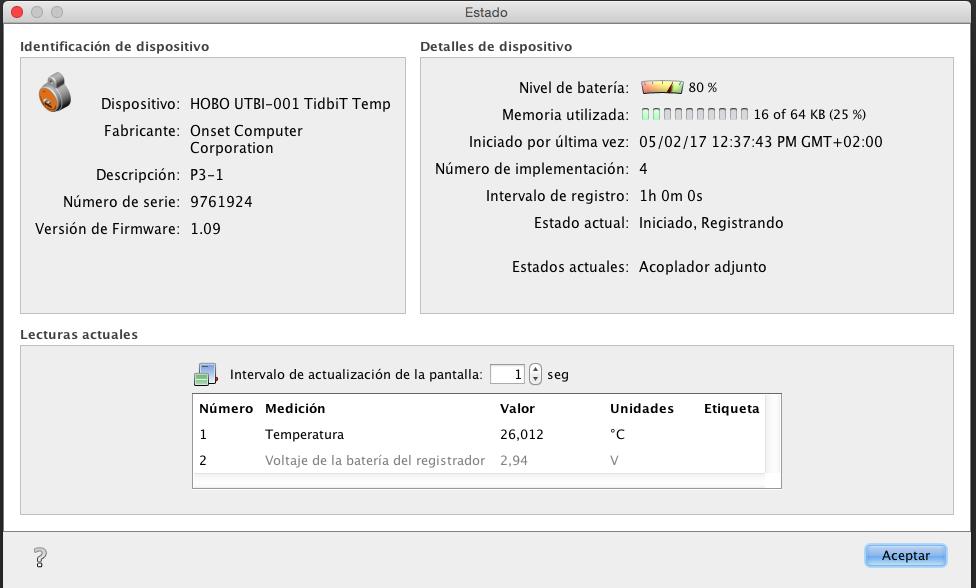 Estado
Identificación de dispositivo
Dispositivo: HOBO UTBI-001 TidbiT Temp
Fabricante: Onset Computer
Corporation
Descripción: P3-1
Número de serie: 9761924
Versión de Firmware: 1.09
Detalles de dispositivo
Nivel de batería: 80 %
Memoria utilizada: 16 of 64 KB (25 %)
Iniciado por última vez: 05/02/17 12:37:43 PM GMT+02:00
Número de implementación: 4
Intervalo de registro: 1h 0m 0s
Estado actual: Iniciado, Registrando
Estados actuales: Acoplador adjunto
Lecturas actuales
Intervalo de actualización de la pantalla: 1 seg
Número Medición Valor Unidades Etiqueta
1 Temperatura 26,012 °C
2 Voltaje de la batería del registrador 2,94 V
?
Aceptar